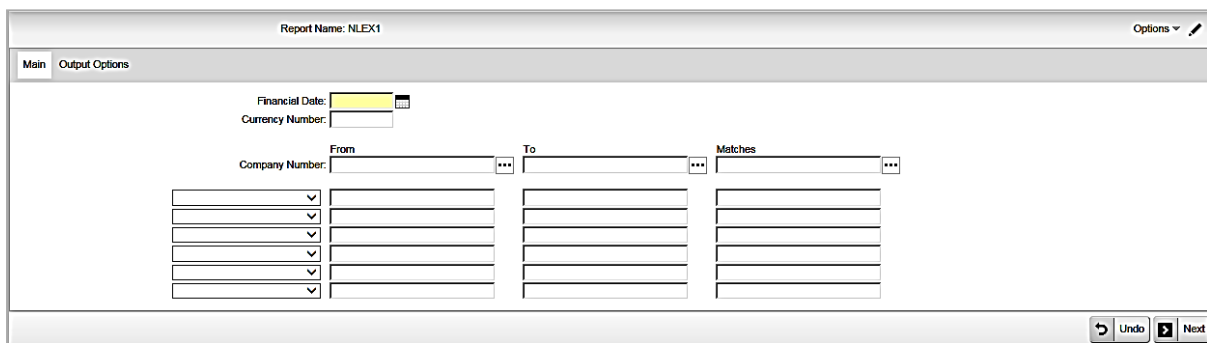 Report Name: NLEX1
Options
Main Output Options
Financial Date:
Currency Number:
From To Matches
Company Number:
Undo Next